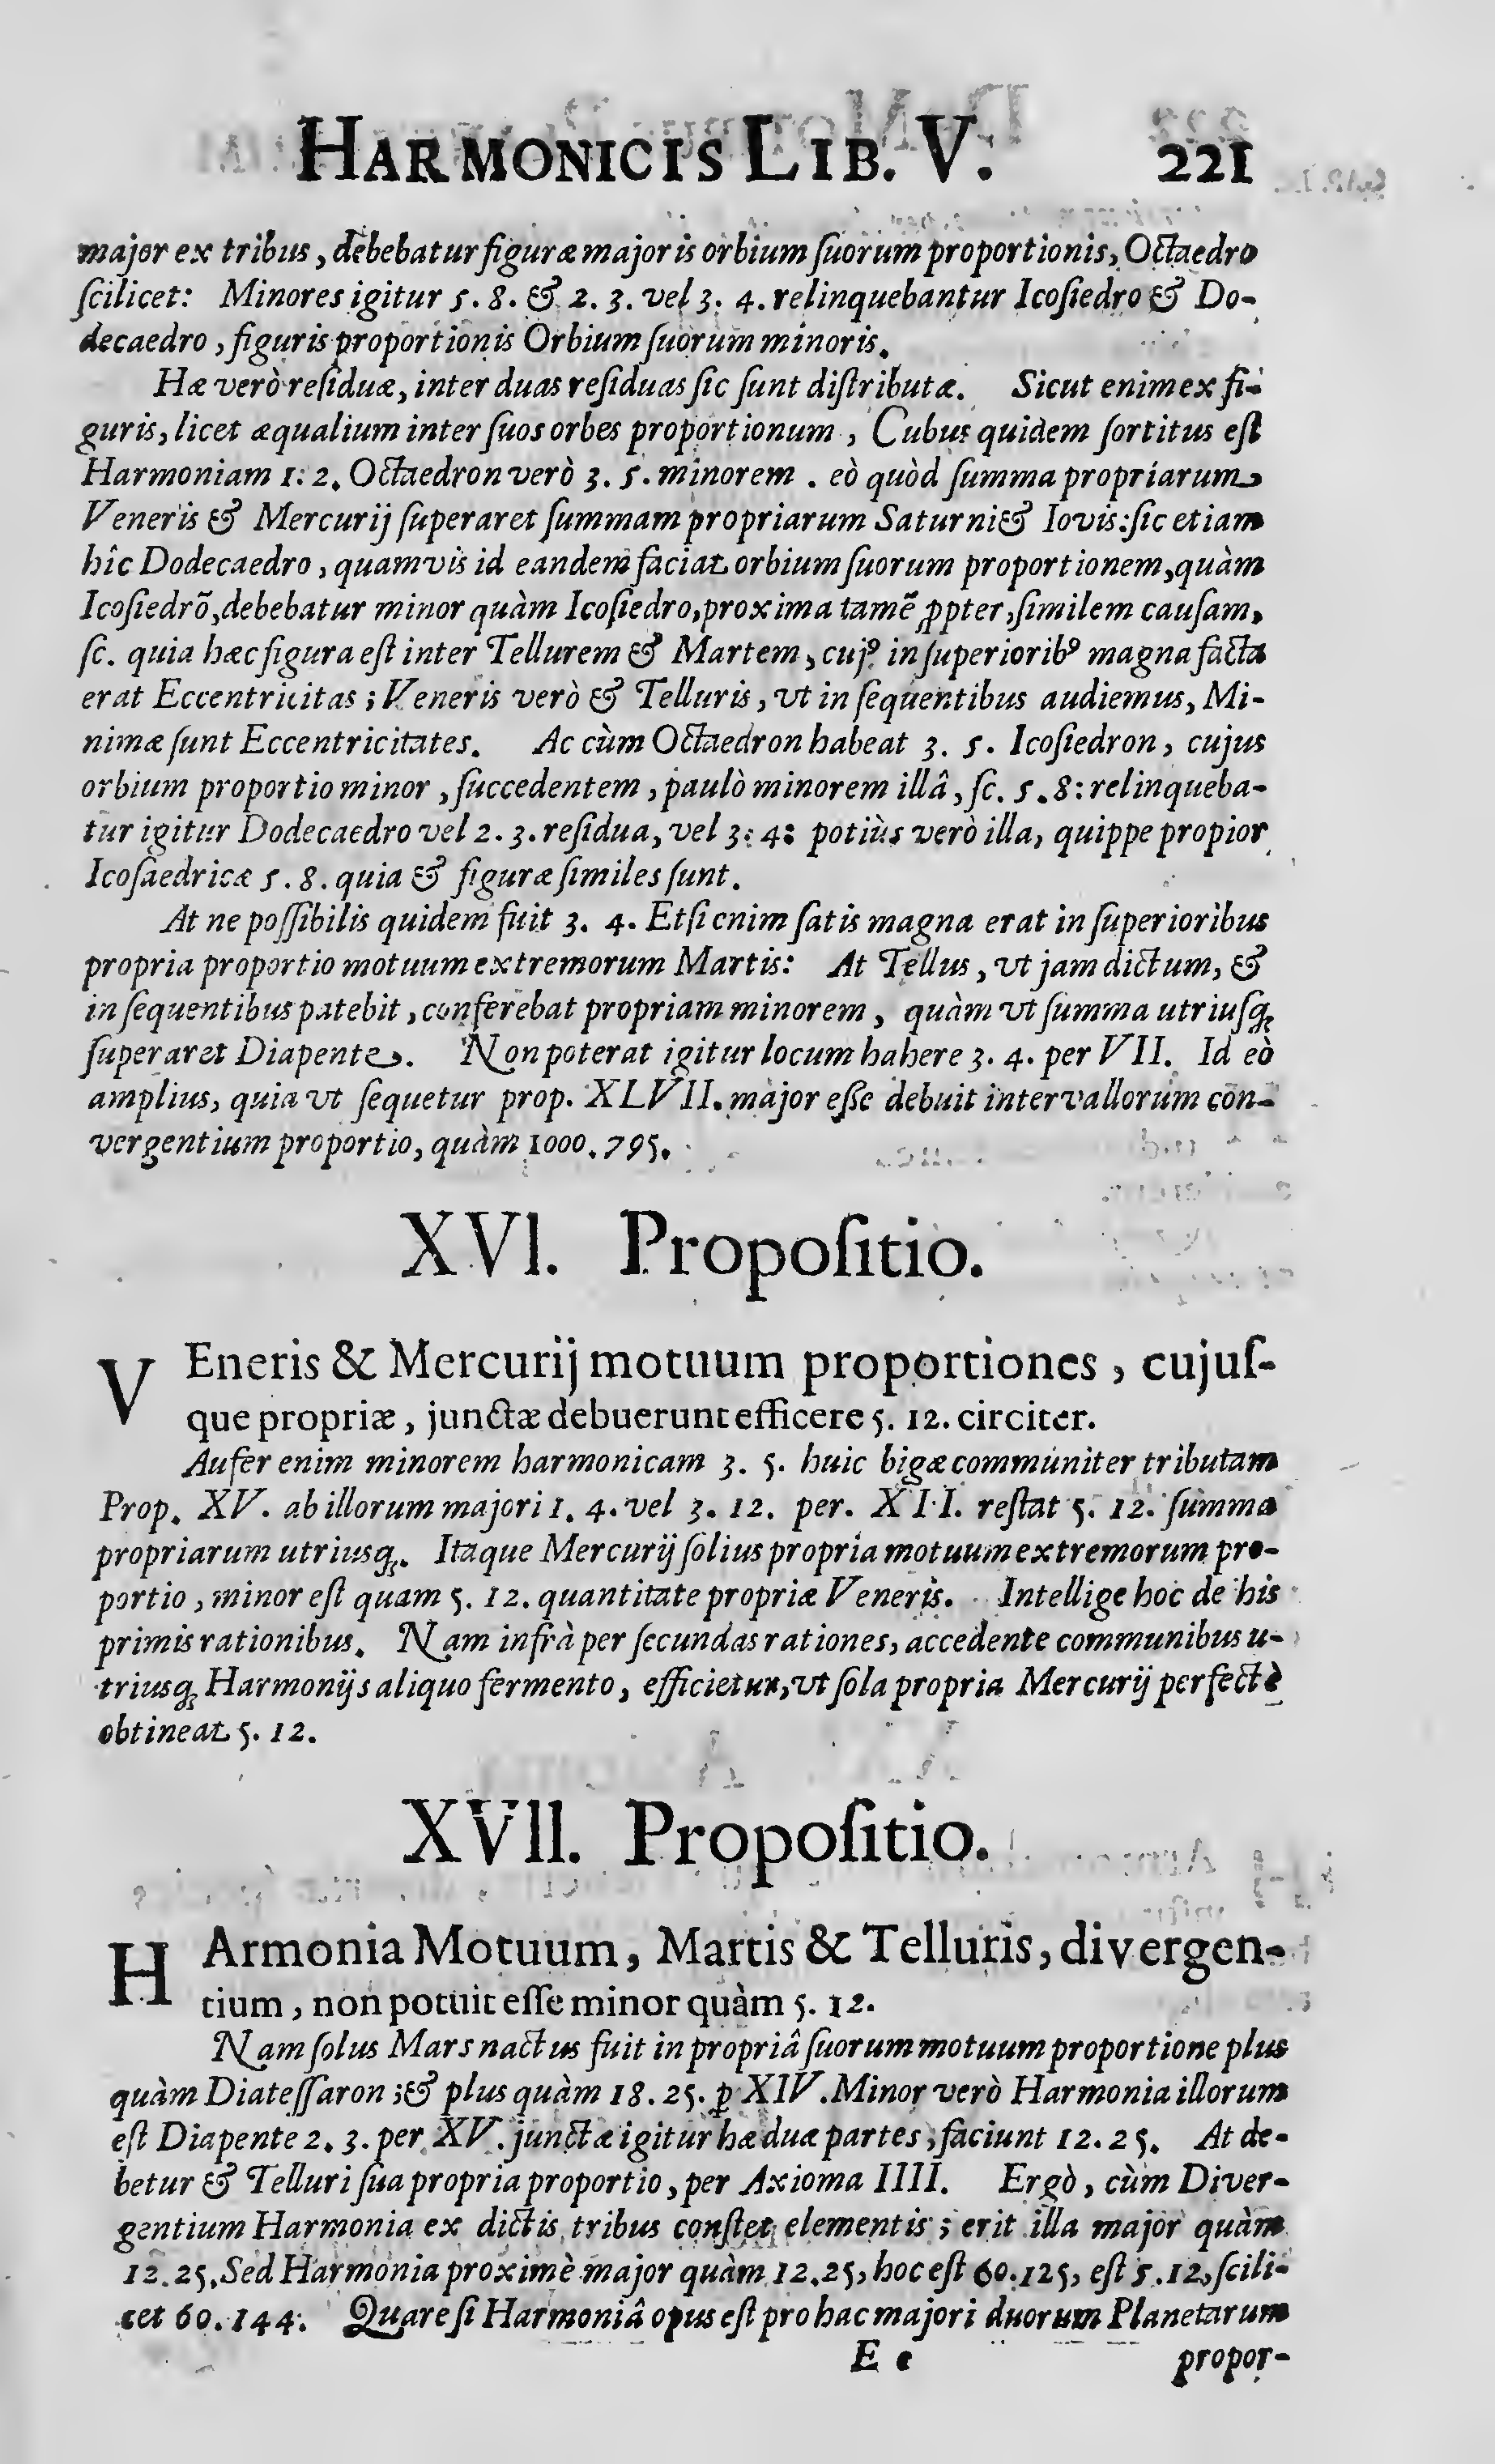 HARMONICIS LIB. V. 221
major ex tribus, debebatur figuræ majoris orbium ſuorum proportionis, Octaedro
ſcilicet: Minores igitur 5. 8. & 2. 3. vel 3. 4. relinquebantur Icoſiedro & Do-
decaedro, figuris proportionis Orbium ſuorum minoris.
Hæ verò reſiduæ, inter duas reſiduas ſic ſunt diſtributæ. Sicut enim ex fi-
guris, licet æqualium inter ſuos orbes proportionum, Cubus quidem ſortitus eſt
Harmoniam 1: 2. Octaedron verò 3. 5. minorem. eò quòd ſumma propriarum
Veneris & Mercurij ſuperaret ſummam propriarum Saturni & Iovis: ſic etiam
hîc Dodecaedro, quamvis id eandem faciat orbium ſuorum proportionem, quàm
Icoſiedrõ, debebatur minor quàm Icoſiedro, proxima tamẽ ꝓpter, ſimilem cauſam,
ſc. quia hæc figura eſt inter Tellurem & Martem, cujꝰ in ſuperioribꝰ magna facta
erat Eccentricitas; Veneris verò & Telluris, ut in ſequentibus audiemus, Mi-
nimæ ſunt Eccentricitates. Ac cùm Octaedron habeat 3. 5. Icoſiedron, cujus
orbium proportio minor, ſuccedentem, paulò minorem illâ, ſc. 5. 8: relinqueba-
tur igitur Dodecaedro vel 2. 3. reſidua, vel 3: 4: potiùs verò illa, quippe propior
Icoſaedricæ 5. 8. quia & figuræ ſimiles ſunt.
At ne poſſibilis quidem fuit 3. 4. Etſi enim ſatis magna erat in ſuperioribus
propria proportio motuum extremorum Martis: At Tellus, ut jam dictum, &
in ſequentibus patebit, conferebat propriam minorem, quàm ut ſumma utriuſq;
ſuperaret Diapente. Non poterat igitur locum habere 3. 4. per VII. Id eò
amplius, quia ut ſequetur prop. XLVII. major eſſe debuit intervallorum con-
vergentium proportio, quàm 1000. 795.
XVI. Propoſitio.
VEneris & Mercurij motuum proportiones, cujuſ-
que propriæ, junctæ debuerunt efficere 5. 12. circiter.
Aufer enim minorem harmonicam 3. 5. huic bigæ communiter tributam
Prop. XV. ab illorum majori 1. 4. vel 3. 12. per. XII. reſtat 5. 12. ſumma
propriarum utriusq;. Itaque Mercurij ſolius propria motuum extremorum pro-
portio, minor eſt quam 5. 12. quantitate propriæ Veneris. Intellige hoc de his
primis rationibus. Nam infrà per ſecundas rationes, accedente communibus u-
triusq; Harmonijs aliquo fermento, efficietur, ut ſola propria Mercurij perfectè
obtineat 5. 12.
XVII. Propoſitio.
HArmonia Motuum, Martis & Telluris, divergen-
tium, non potuit eſſe minor quàm 5. 12.
Nam ſolus Mars nactus fuit in propriâ ſuorum motuum proportione plus
quàm Diateſſaron; & plus quàm 18. 25. ꝑ XIV. Minor verò Harmonia illorum
eſt Diapente 2. 3. per XV. junctæ igitur hæ duæ partes, faciunt 12. 25. At de-
betur & Telluri ſua propria proportio, per Axioma IIII. Ergò, cùm Diver-
gentium Harmonia ex dictis tribus conſtet elementis; erit illa major quàm
12. 25. Sed Harmonia proximè major quàm 12. 25, hoc eſt 60. 125, eſt 5. 12, ſcili-
cet 60. 144. Quare ſi Harmoniâ opus eſt pro hac majori duorum Planetarum
E e propor-